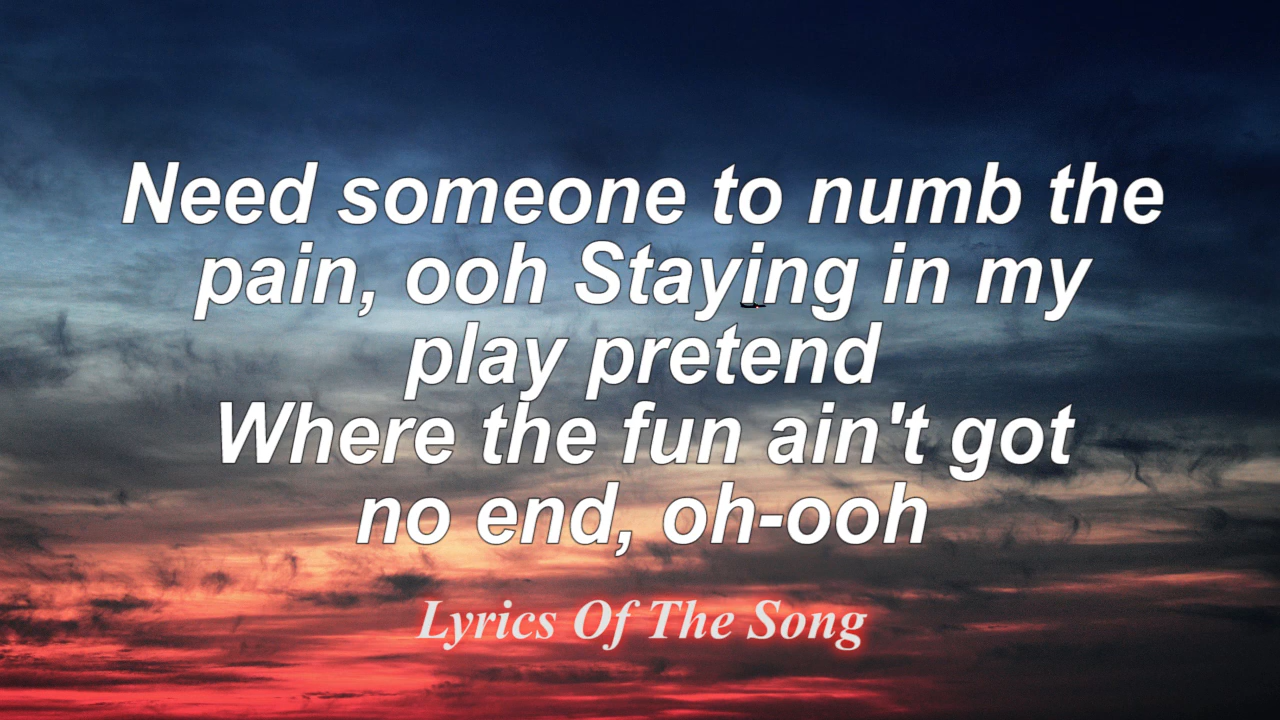 Need someone to numb the
pain, ooh Staying in my
play pretend
Where the fun ain't got
no end, oh-ooh
Lyrics Of The Song